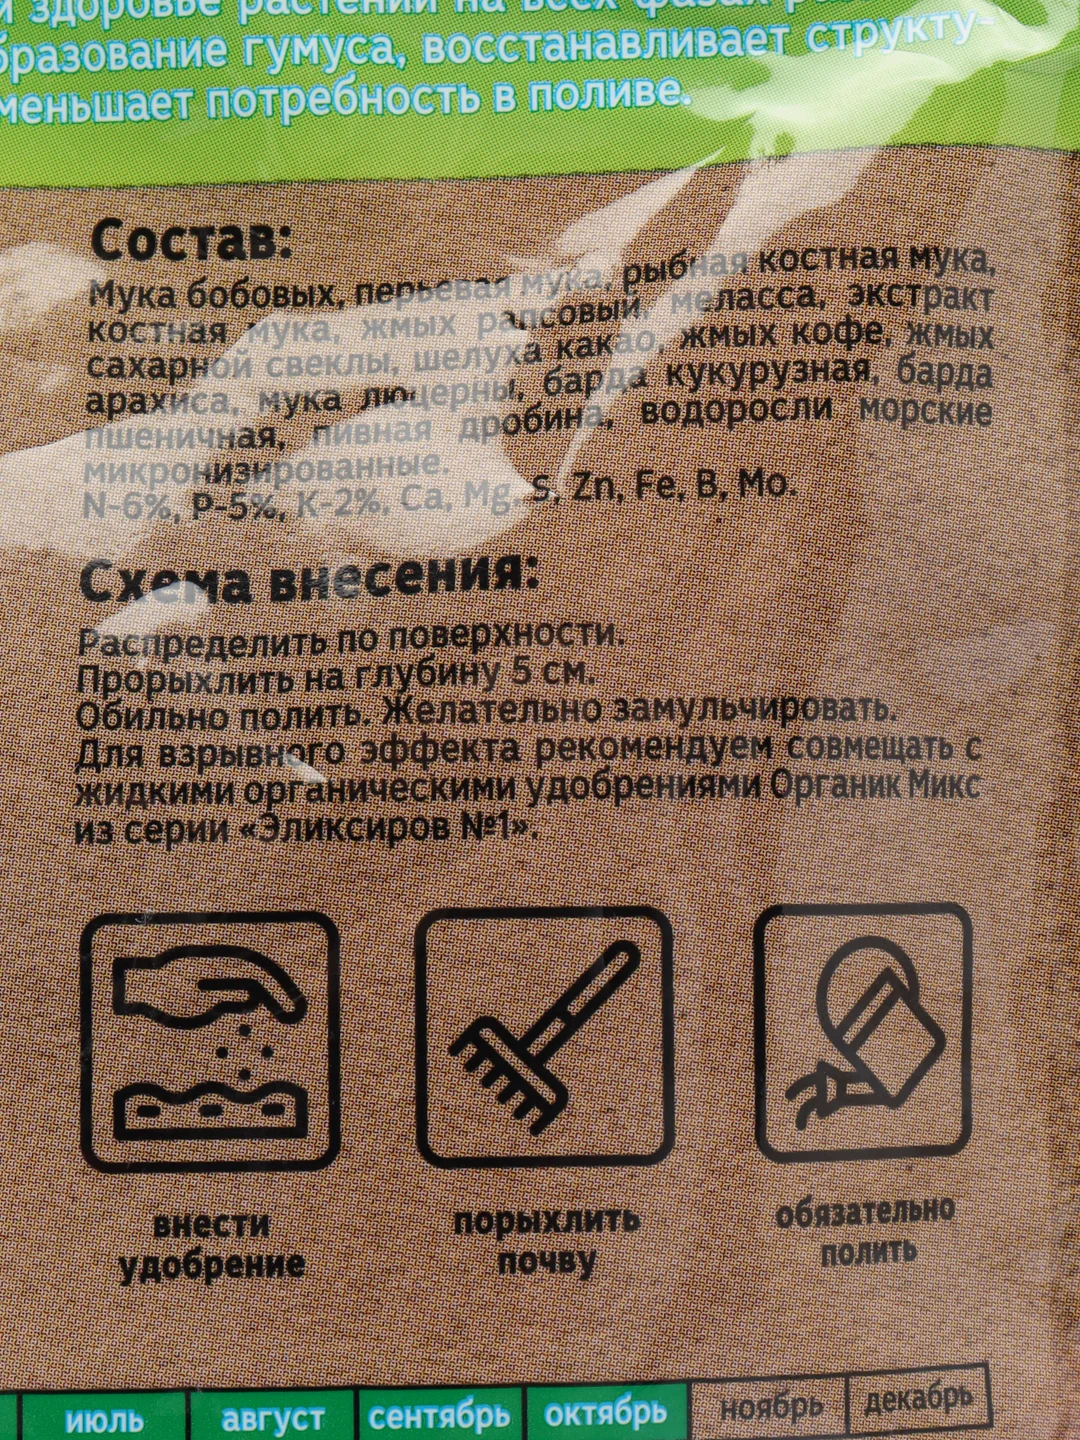 и здоровье растений на всех фазах
образование гумуса, восстанавливает структу-
меньшает потребность в поливе.
Состав:
Мука бобовых, перьевая мука, рыбная костная мука,
костная мука, жмых рапсовый, меласса, экстракт
сахарной свеклы, шелуха какао, жмых кофе, жмых
арахиса, мука люцерны, барда кукурузная, барда
пшеничная, пивная дробина, водоросли морские
микронизированные.
N-6%, P-5%, K-2%, Ca, Mg, S, Zn, Fe, B, Mo.
Схема внесения:
Распределить по поверхности.
Прорыхлить на глубину 5 см.
Обильно полить. Желательно замульчировать.
Для взрывного эффекта рекомендуем совмещать с
жидкими органическими удобрениями Органик Микс
из серии «Эликсиров №1».
внести
удобрение
порыхлить
почву
обязательно
полить
июль август сентябрь октябрь ноябрь декабрь